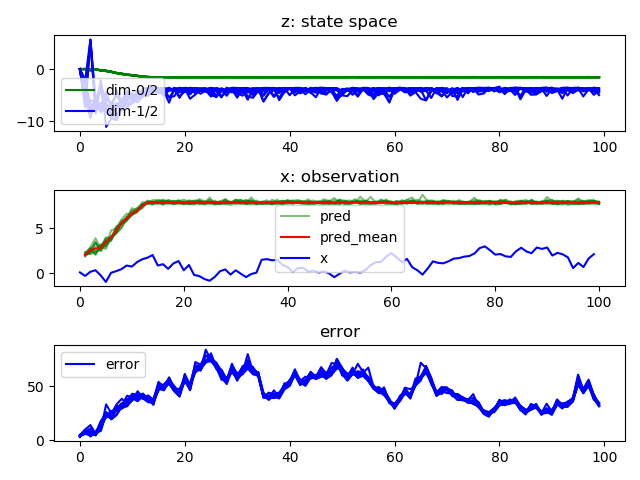 z: state space
0
−10
dim-0/2
dim-1/2
0
20
40
60
80
100
x: observation
5
0
pred
pred_mean
x
0
20
40
60
80
100
error
50
0
error
0
20
40
60
80
100